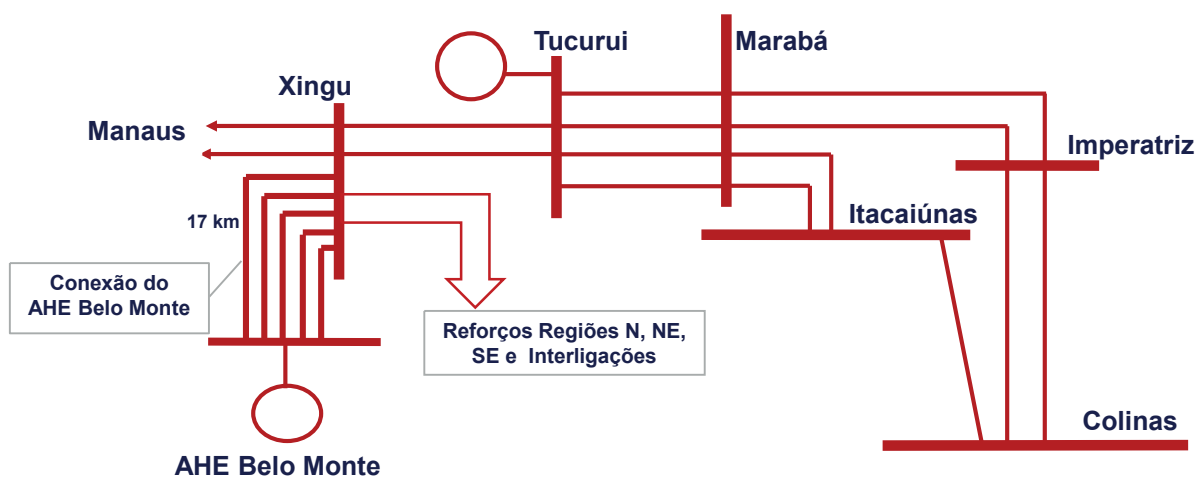 Tucurui
Marabá
Xingu
Manaus
Imperatriz
17 km
Itacaiúnas
Conexão do
AHE Belo Monte
Reforços Regiões N, NE,
SE e Interligações
Colinas
AHE Belo Monte